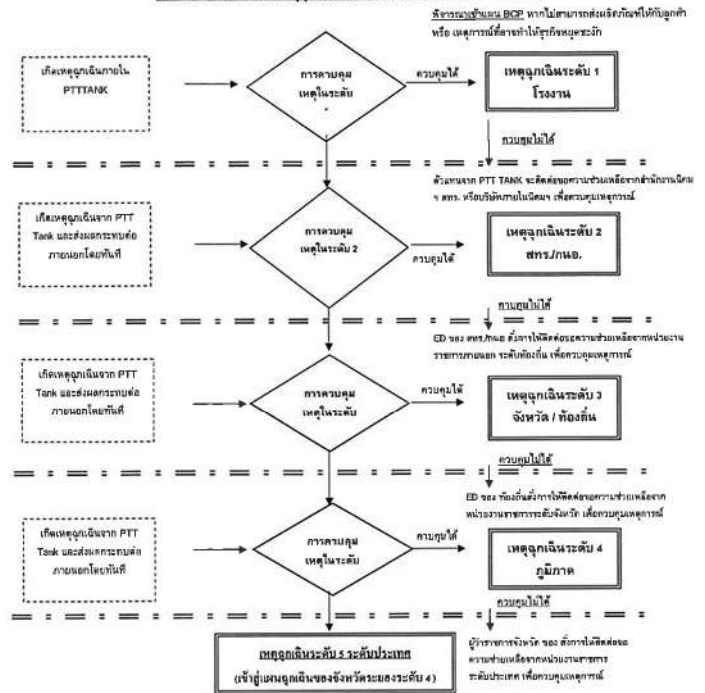 พิจารณาเข้าแผน BCP หากไม่สามารถส่งผลิตภัณฑ์ให้กับลูกค้า
หรือ เหตุการณ์ที่อาจทำให้ธุรกิจหยุดชะงัก
เกิดเหตุฉุกเฉินภายใน
PTTTANK
การควบคุม
เหตุในระดับ
ควบคุมได้
เหตุฉุกเฉินระดับ 1
โรงงาน
ควบคุมไม่ได้
ตัวแทนจาก PTT TANK จะติดต่อขอความช่วยเหลือจากสำนักงานนิคม
ฯ สทร. หรือบริษัทภายในนิคมฯ เพื่อควบคุมเหตุการณ์
เกิดเหตุฉุกเฉินจาก PTT
Tank และส่งผลกระทบต่อ
ภายนอกโดยทันที
การควบคุม
เหตุในระดับ 2
ควบคุมได้
เหตุฉุกเฉินระดับ 2
สทร./กนอ.
ควบคุมไม่ได้
ED ของ สทร./กนอ สั่งการให้ติดต่อขอความช่วยเหลือจากหน่วยงาน
ราชการภายนอก ระดับท้องถิ่น เพื่อควบคุมเหตุการณ์
เกิดเหตุฉุกเฉินจาก PTT
Tank และส่งผลกระทบต่อ
ภายนอกโดยทันที
การควบคุม
เหตุในระดับ
ควบคุมได้
เหตุฉุกเฉินระดับ 3
จังหวัด / ท้องถิ่น
ควบคุมไม่ได้
ED ของ ท้องถิ่นสั่งการให้ติดต่อขอความช่วยเหลือจาก
หน่วยงานราชการระดับจังหวัด เพื่อควบคุมเหตุการณ์
เกิดเหตุฉุกเฉินจาก PTT
Tank และส่งผลกระทบต่อ
ภายนอกโดยทันที
การควบคุม
เหตุในระดับ
ควบคุมได้
เหตุฉุกเฉินระดับ 4
ภูมิภาค
ควบคุมไม่ได้
เหตุฉุกเฉินระดับ 5 ระดับประเทศ
(เข้าสู่แผนฉุกเฉินของจังหวัดระยองระดับ 4 )
ผู้ว่าราชการจังหวัด ของ สั่งการให้ติดต่อขอ
ความช่วยเหลือจากหน่วยงานราชการ
ระดับประเทศ เพื่อควบคุมเหตุการณ์